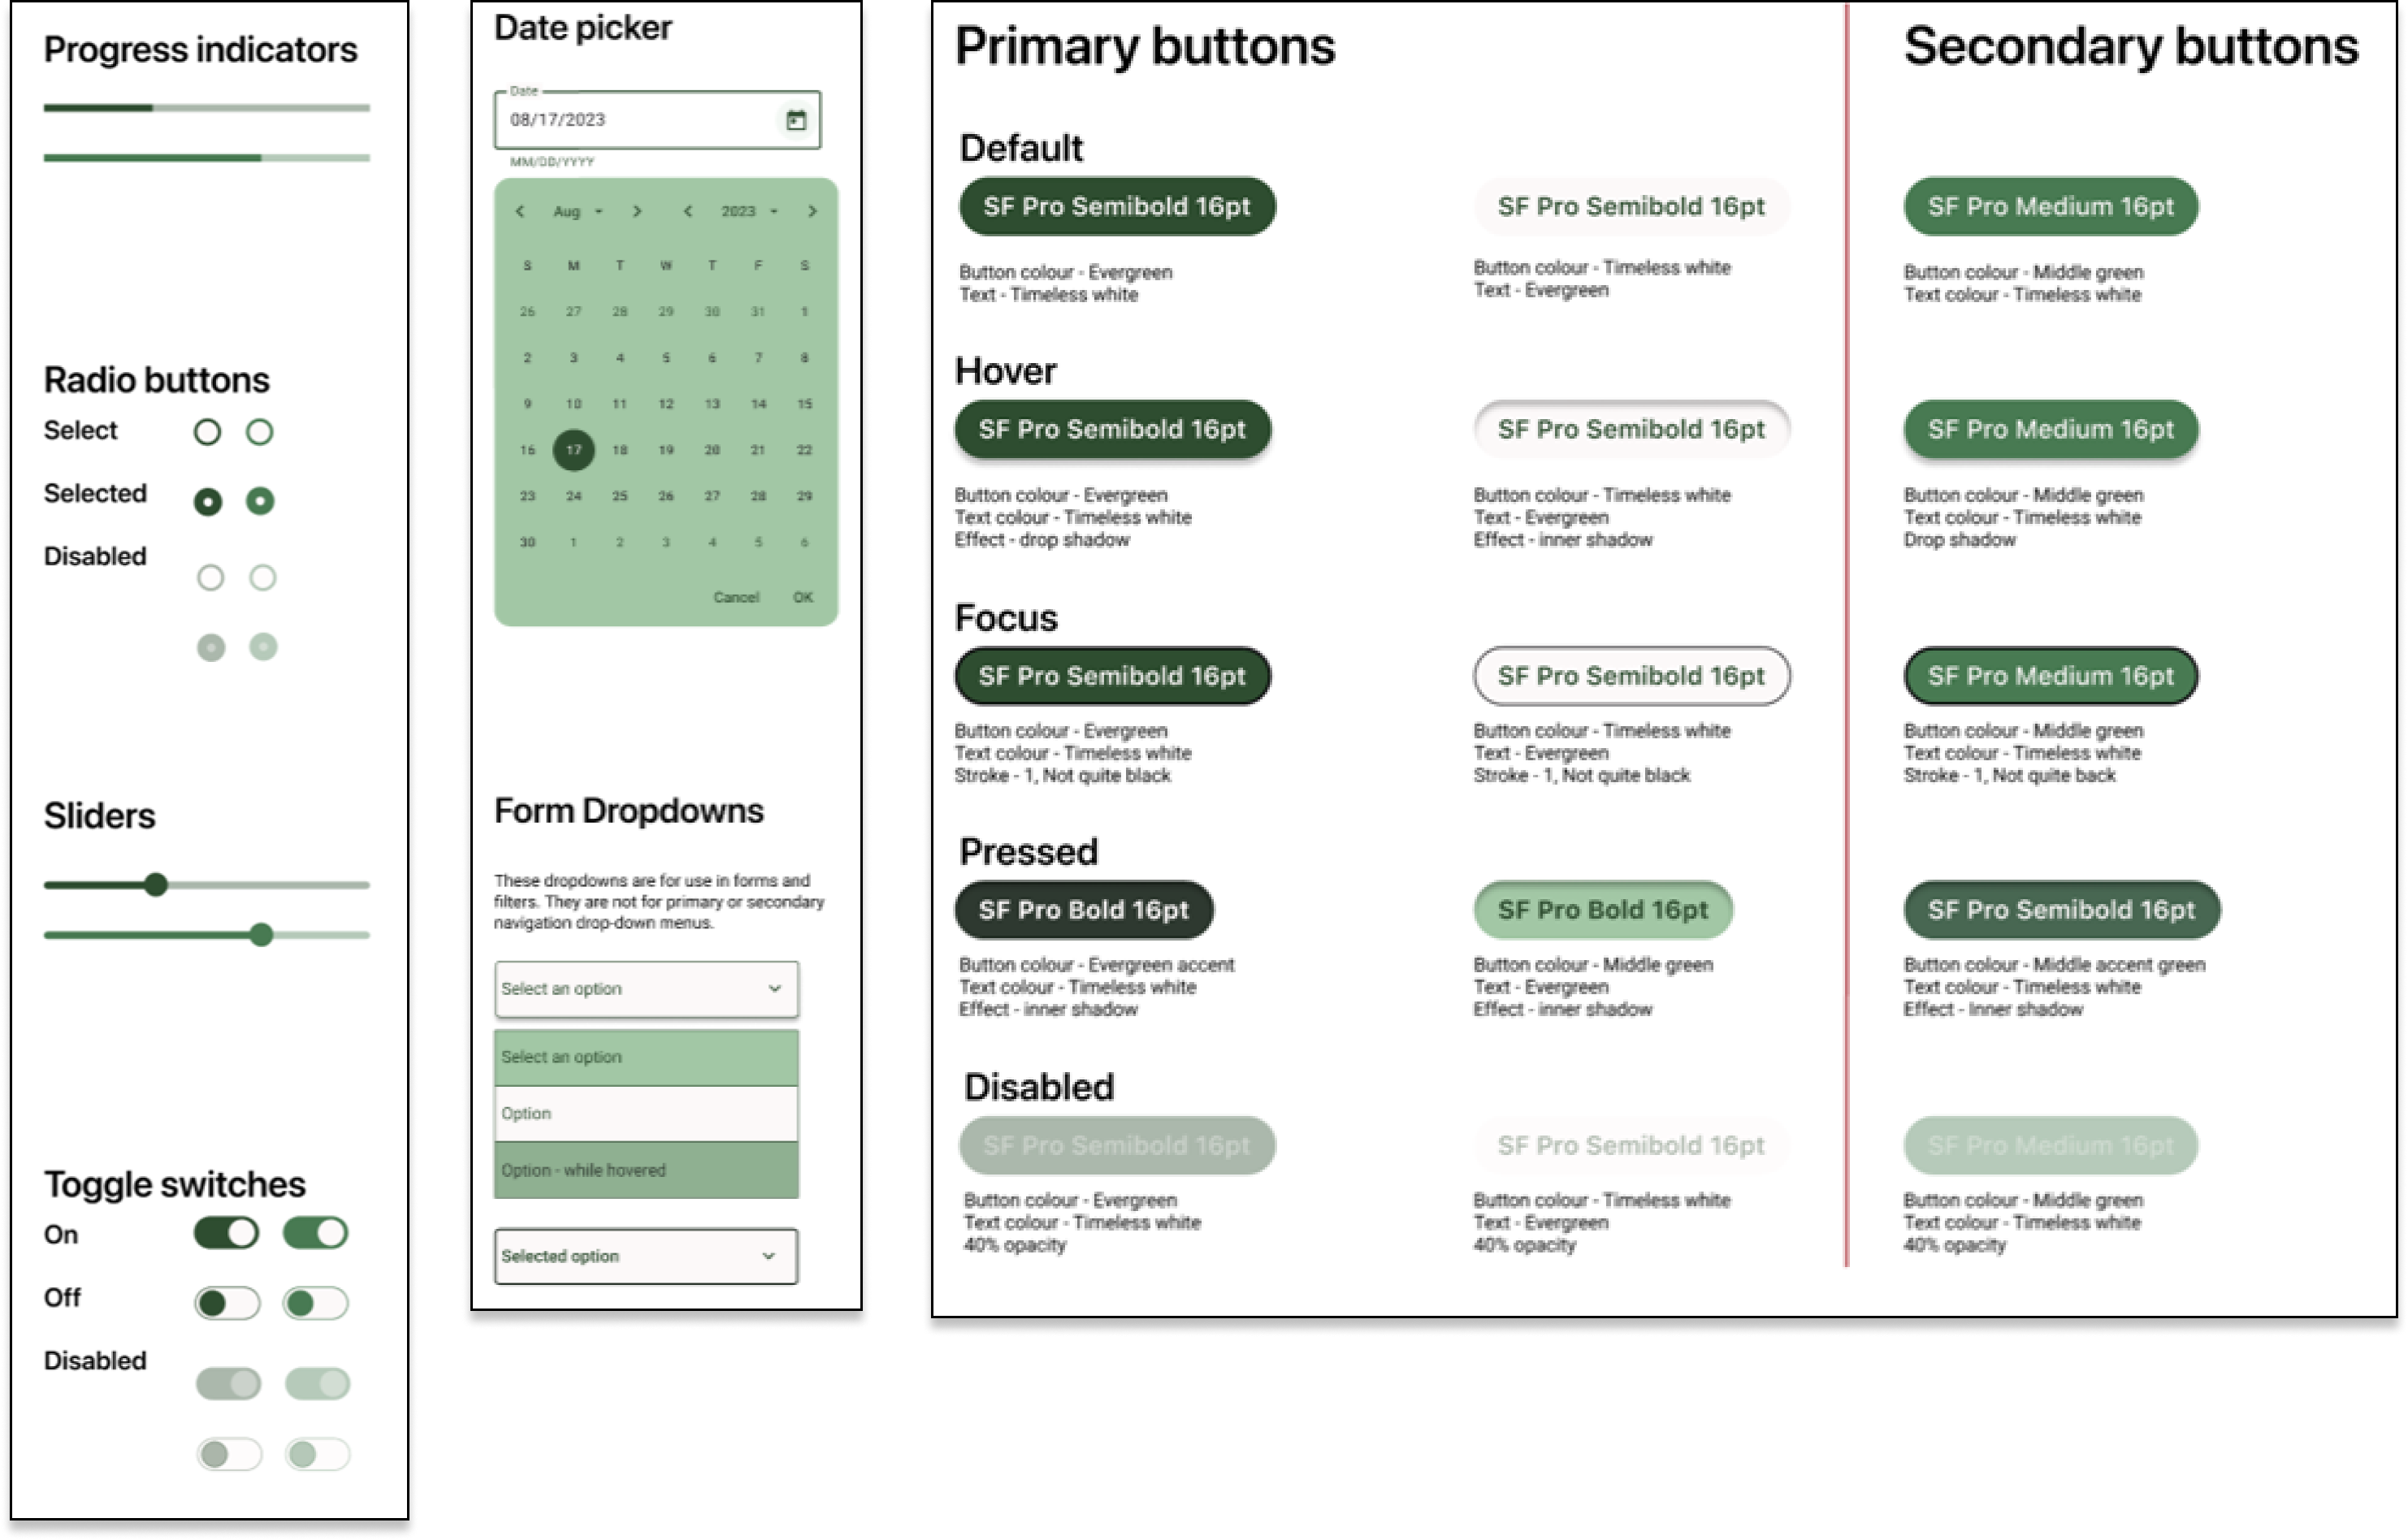 Progress indicators
Radio buttons
Select
Selected
Disabled
Sliders
Toggle switches
On
Off
Disabled
Date picker
Date
08/17/2023
MM/DD/YYYY
Aug 2023
S M T W T F S
26 27 28 29 30 31 1
2 3 4 5 6 7 8
9 10 11 12 13 14 15
16 17 18 19 20 21 22
23 24 25 26 27 28 29
30 1 2 3 4 5 6
Cancel OK
Form Dropdowns
These dropdowns are for use in forms and
filters. They are not for primary or secondary
navigation drop-down menus.
Select an option
Select an option
Option
Option - while hovered
Selected option
Primary buttons
Default
SF Pro Semibold 16pt
Button colour - Evergreen
Text - Timeless white
SF Pro Semibold 16pt
Button colour - Timeless white
Text - Evergreen
Hover
SF Pro Semibold 16pt
Button colour - Evergreen
Text colour - Timeless white
Effect - drop shadow
SF Pro Semibold 16pt
Button colour - Timeless white
Text - Evergreen
Effect - inner shadow
Focus
SF Pro Semibold 16pt
Button colour - Evergreen
Text colour - Timeless white
Stroke - 1, Not quite black
SF Pro Semibold 16pt
Button colour - Timeless white
Text - Evergreen
Stroke - 1, Not quite black
Pressed
SF Pro Bold 16pt
Button colour - Evergreen accent
Text colour - Timeless white
Effect - inner shadow
SF Pro Bold 16pt
Button colour - Middle green
Text - Evergreen
Effect - inner shadow
Disabled
SF Pro Semibold 16pt
Button colour - Evergreen
Text colour - Timeless white
40% opacity
SF Pro Semibold 16pt
Button colour - Timeless white
Text - Evergreen
40% opacity
Secondary buttons
SF Pro Medium 16pt
Button colour - Middle green
Text colour - Timeless white
SF Pro Medium 16pt
Button colour - Middle green
Text colour - Timeless white
Drop shadow
SF Pro Medium 16pt
Button colour - Middle green
Text colour - Timeless white
Stroke - 1, Not quite back
SF Pro Semibold 16pt
Button colour - Middle accent green
Text colour - Timeless white
Effect - Inner shadow
SF Pro Medium 16pt
Button colour - Middle green
Text colour - Timeless white
40% opacity